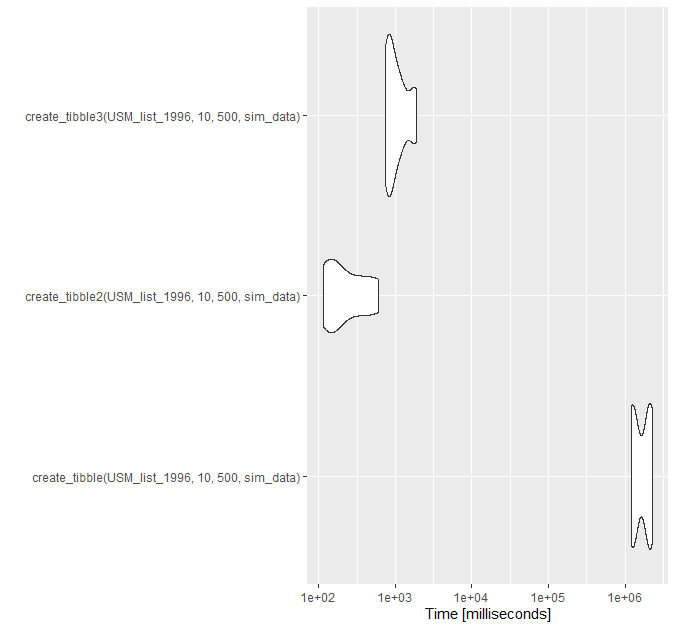 create_tibble3(USM_list_1996, 10, 500, sim_data)
create_tibble2(USM_list_1996, 10, 500, sim_data)
create_tibble(USM_list_1996, 10, 500, sim_data)
1e+02 1e+03 1e+04 1e+05 1e+06
Time [milliseconds]